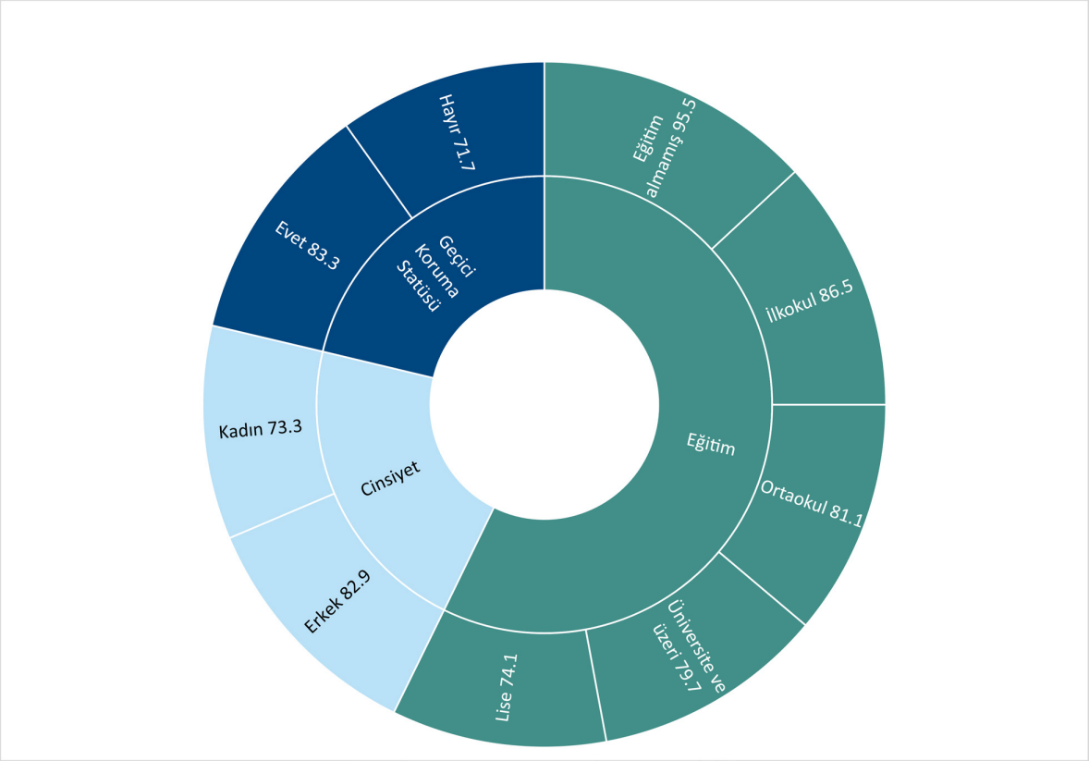 Eğitim
almamış 95.5
İlkokul 86.5
Ortaokul 81.1
Üniversite ve
üzeri 79.7
Lise 74.1
Eğitim
Erkek 82.9
Kadın 73.3
Cinsiyet
Evet 83.3
Hayır 71.7
Geçici
Koruma
Statüsü